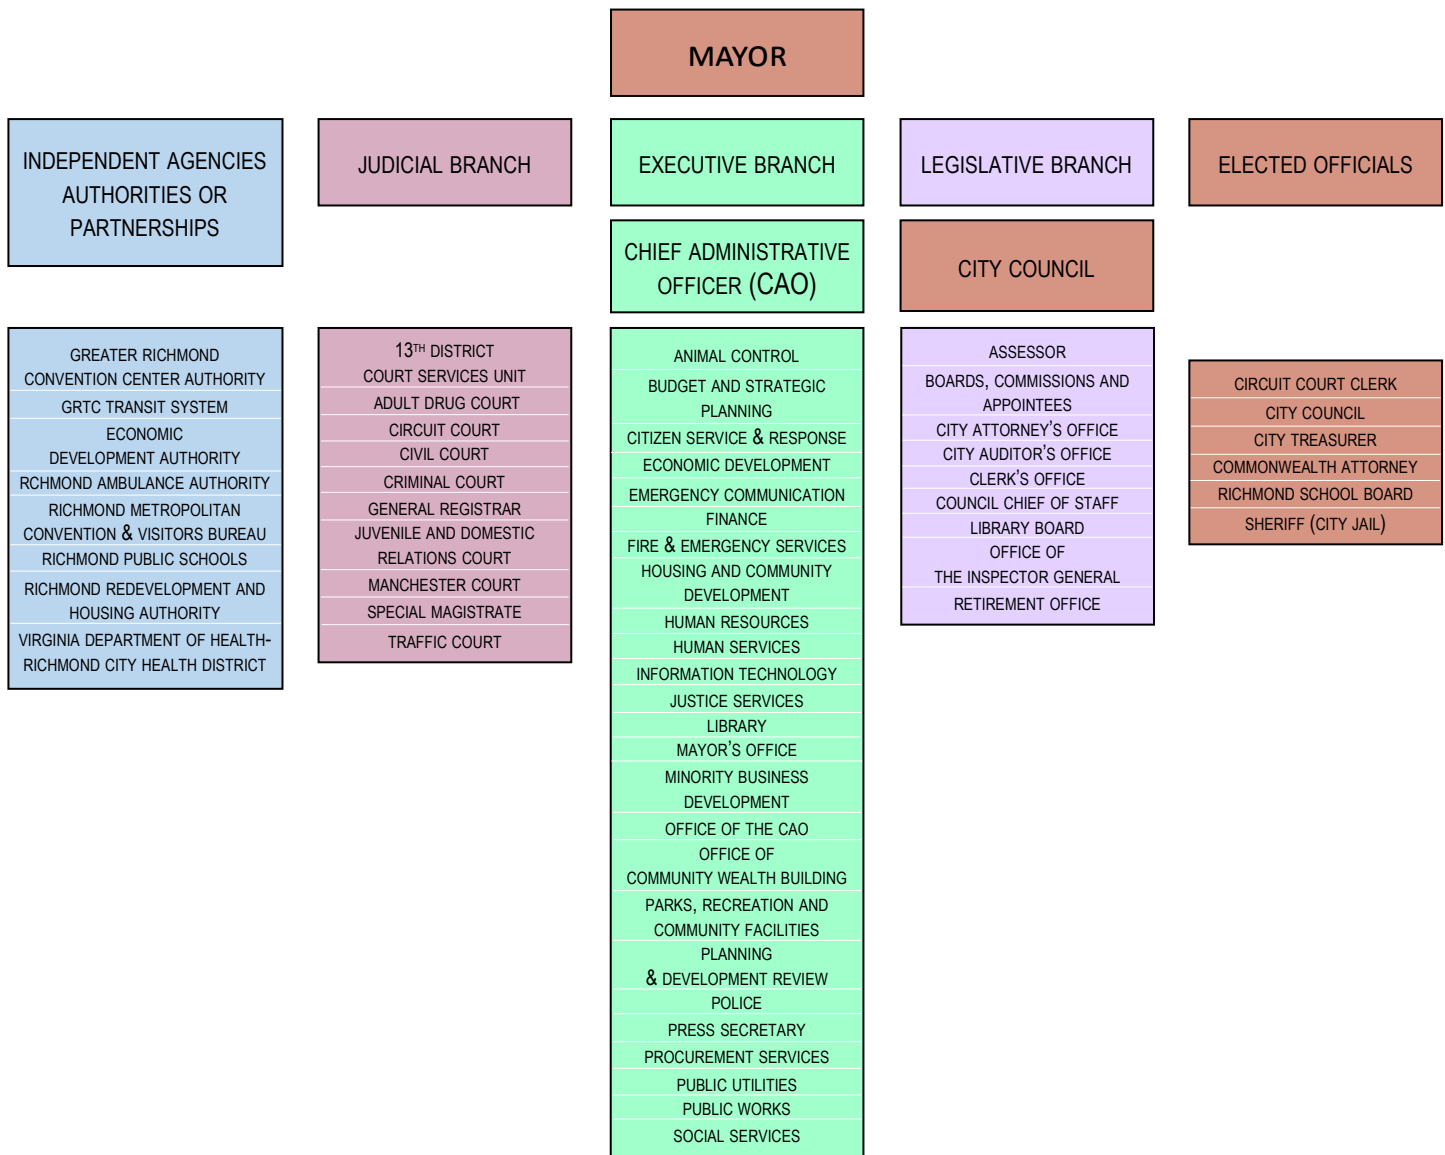 MAYOR
INDEPENDENT AGENCIES
AUTHORITIES OR
PARTNERSHIPS
JUDICIAL BRANCH
EXECUTIVE BRANCH
LEGISLATIVE BRANCH
ELECTED OFFICIALS
CHIEF ADMINISTRATIVE
OFFICER (CAO)
CITY COUNCIL
GREATER RICHMOND
CONVENTION CENTER AUTHORITY
GRTC TRANSIT SYSTEM
ECONOMIC
DEVELOPMENT AUTHORITY
RCHMOND AMBULANCE AUTHORITY
RICHMOND METROPOLITAN
CONVENTION & VISITORS BUREAU
RICHMOND PUBLIC SCHOOLS
RICHMOND REDEVELOPMENT AND
HOUSING AUTHORITY
VIRGINIA DEPARTMENT OF HEALTH-
RICHMOND CITY HEALTH DISTRICT
13TH DISTRICT
COURT SERVICES UNIT
ADULT DRUG COURT
CIRCUIT COURT
CIVIL COURT
CRIMINAL COURT
GENERAL REGISTRAR
JUVENILE AND DOMESTIC
RELATIONS COURT
MANCHESTER COURT
SPECIAL MAGISTRATE
TRAFFIC COURT
ANIMAL CONTROL
BUDGET AND STRATEGIC
PLANNING
CITIZEN SERVICE & RESPONSE
ECONOMIC DEVELOPMENT
EMERGENCY COMMUNICATION
FINANCE
FIRE & EMERGENCY SERVICES
HOUSING AND COMMUNITY
DEVELOPMENT
HUMAN RESOURCES
HUMAN SERVICES
INFORMATION TECHNOLOGY
JUSTICE SERVICES
LIBRARY
MAYOR'S OFFICE
MINORITY BUSINESS
DEVELOPMENT
OFFICE OF THE CAO
OFFICE OF
COMMUNITY WEALTH BUILDING
PARKS, RECREATION AND
COMMUNITY FACILITIES
PLANNING
& DEVELOPMENT REVIEW
POLICE
PRESS SECRETARY
PROCUREMENT SERVICES
PUBLIC UTILITIES
PUBLIC WORKS
SOCIAL SERVICES
ASSESSOR
BOARDS, COMMISSIONS AND
APPOINTEES
CITY ATTORNEY'S OFFICE
CITY AUDITOR'S OFFICE
CLERK'S OFFICE
COUNCIL CHIEF OF STAFF
LIBRARY BOARD
OFFICE OF
THE INSPECTOR GENERAL
RETIREMENT OFFICE
CIRCUIT COURT CLERK
CITY COUNCIL
CITY TREASURER
COMMONWEALTH ATTORNEY
RICHMOND SCHOOL BOARD
SHERIFF (CITY JAIL)